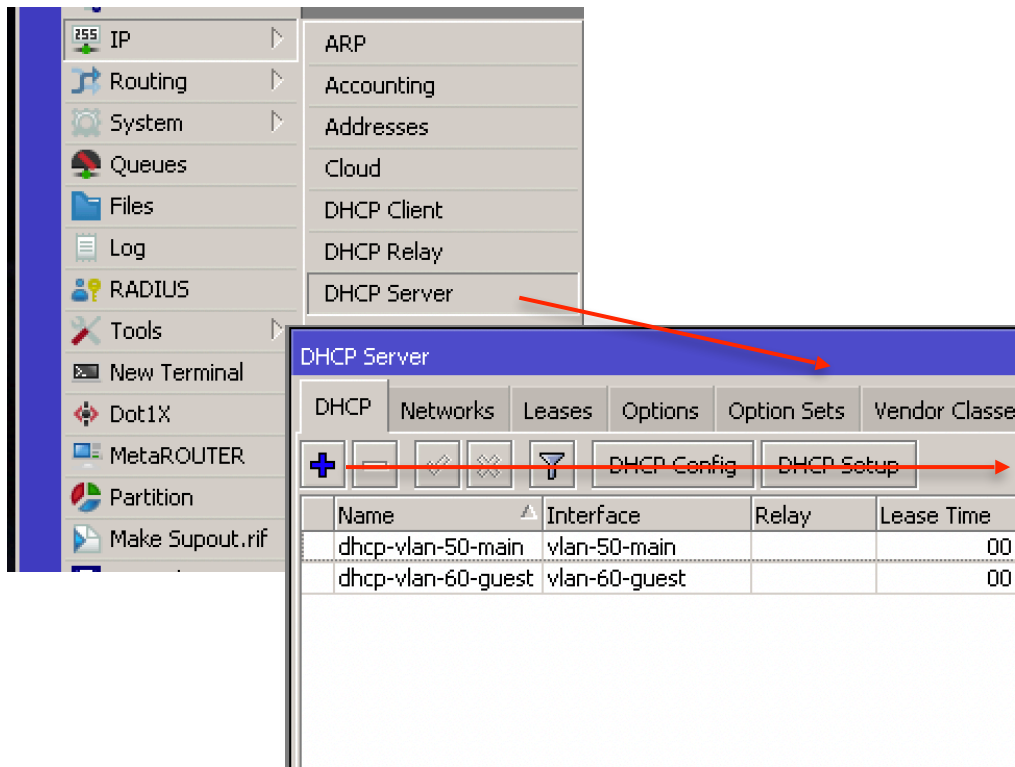 255
IP
Routing
System
Queues
Files
Log
RADIUS
Tools
New Terminal
Dot1X
MetaROUTER
Partition
Make Supout.rif
ARP
Accounting
Addresses
Cloud
DHCP Client
DHCP Relay
DHCP Server
DHCP Server
DHCP Networks Leases Options Option Sets Vendor Classe
DHCP Config DHCP Setup
Name Interface Relay Lease Time
dhcp-vlan-50-main vlan-50-main 00
dhcp-vlan-60-guest vlan-60-guest 00